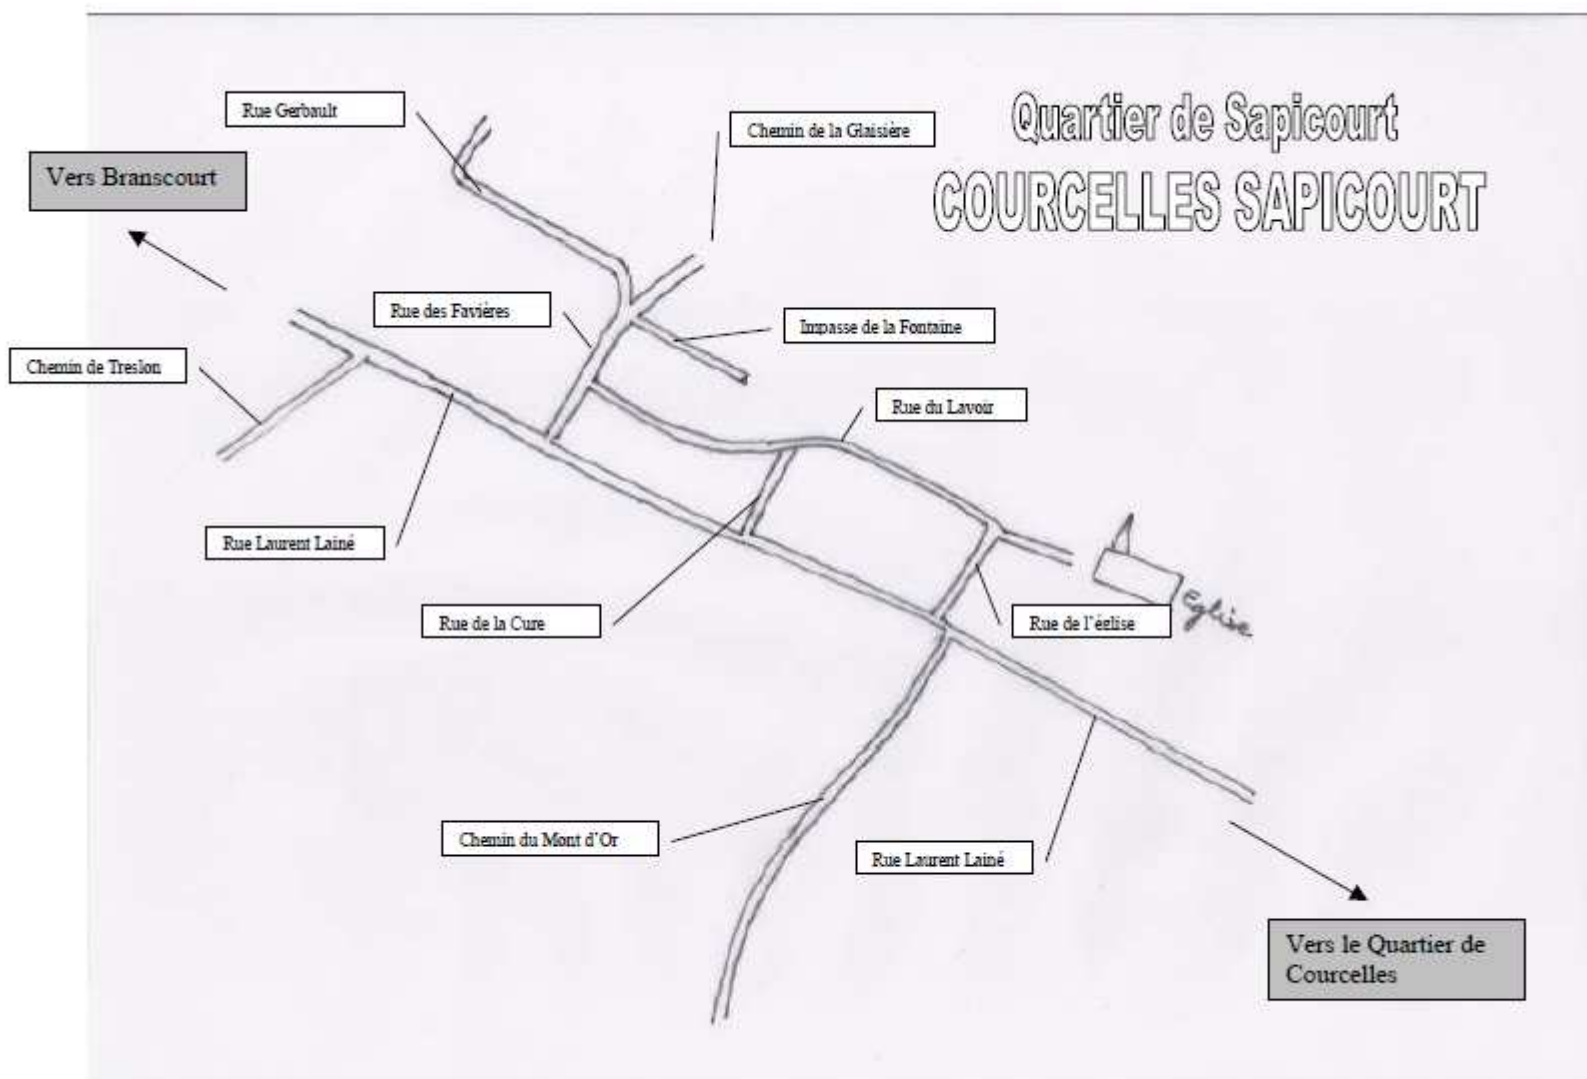 Quartier de Sapicourt
COURCELLES SAPICOURT
Rue Gerbault
Chemin de la Glaisière
Vers Branscourt
Rue des Favières
Impasse de la Fontaine
Chemin de Treslon
Rue du Lavoir
Rue Laurent Lainé
Rue de la Cure
Rue de l'église
Eglise
Chemin du Mont d'Or
Rue Laurent Lainé
Vers le Quartier de
Courcelles